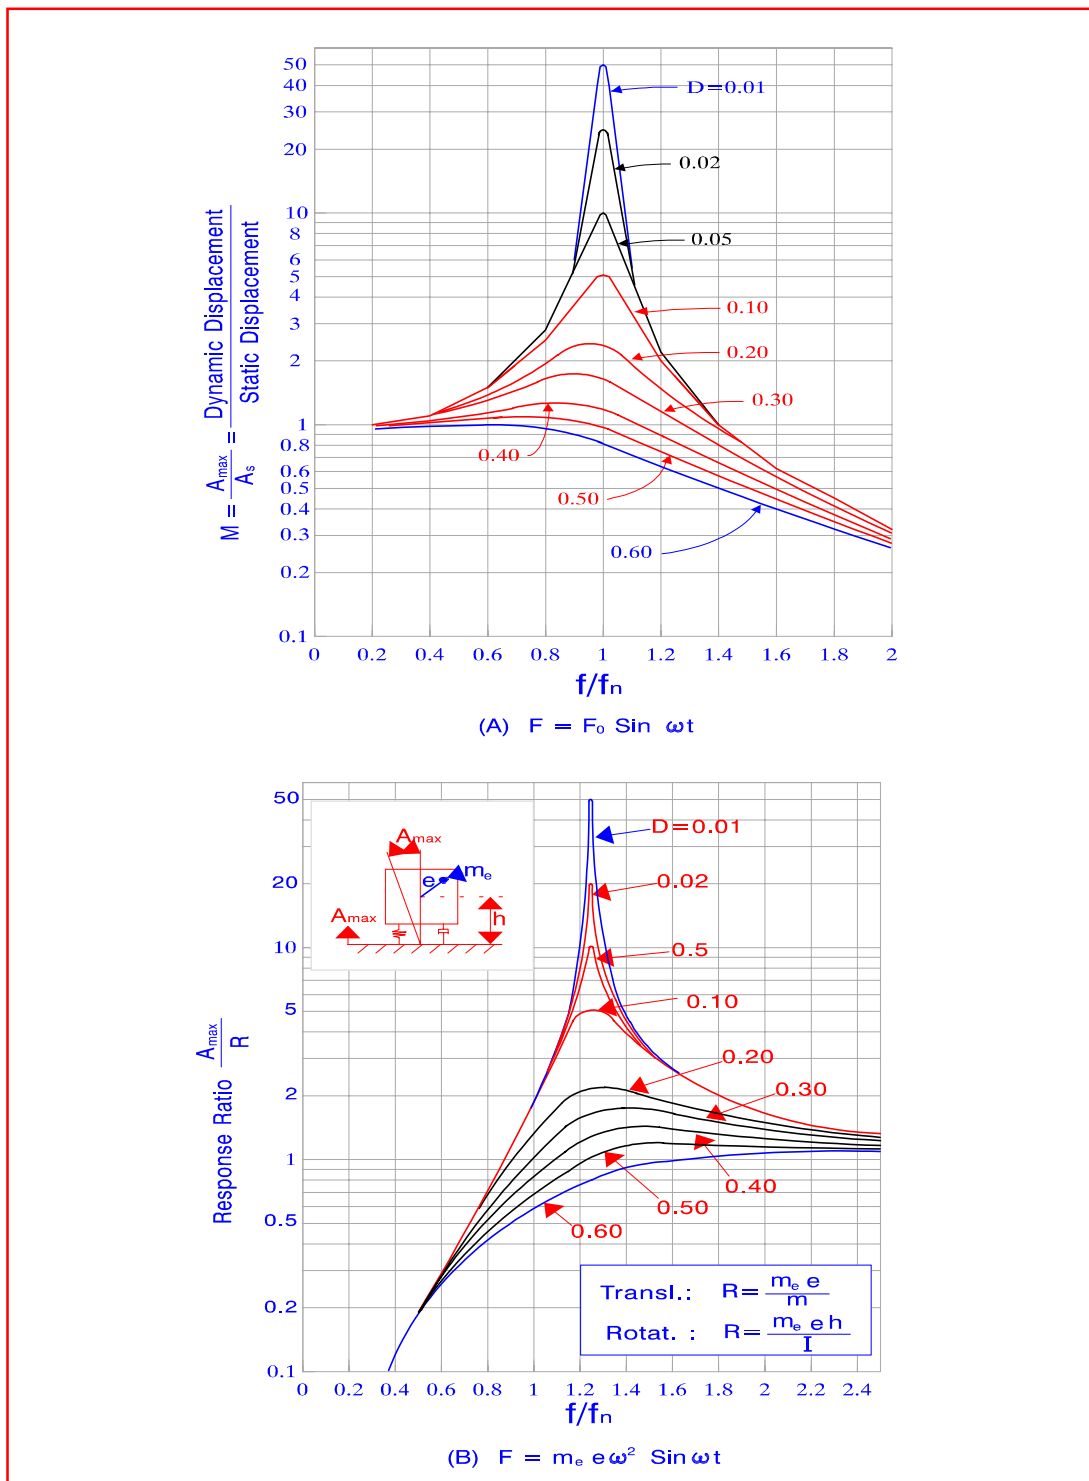 50
40
30
20
10
8
6
5
4
3
2
1
0.8
0.6
0.5
0.4
0.3
0.2
0.1
M = Amax / As = Dynamic Displacement / Static Displacement
D=0.01
0.02
0.05
0.10
0.20
0.30
0.40
0.50
0.60
0 0.2 0.4 0.6 0.8 1 1.2 1.4 1.6 1.8 2
f/fn
(A) F = F₀ Sin ωt
50
20
10
5
2
1
0.5
0.2
0.1
Response Ratio Amax / R
Amax
e
me
Amax
h
D=0.01
0.02
0.5
0.10
0.20
0.30
0.40
0.50
0.60
Transl.: R = me e / m
Rotat. : R = me e h / I
0 0.2 0.4 0.6 0.8 1 1.2 1.4 1.6 1.8 2 2.2 2.4
f/fn
(B) F = me eω² Sin ωt